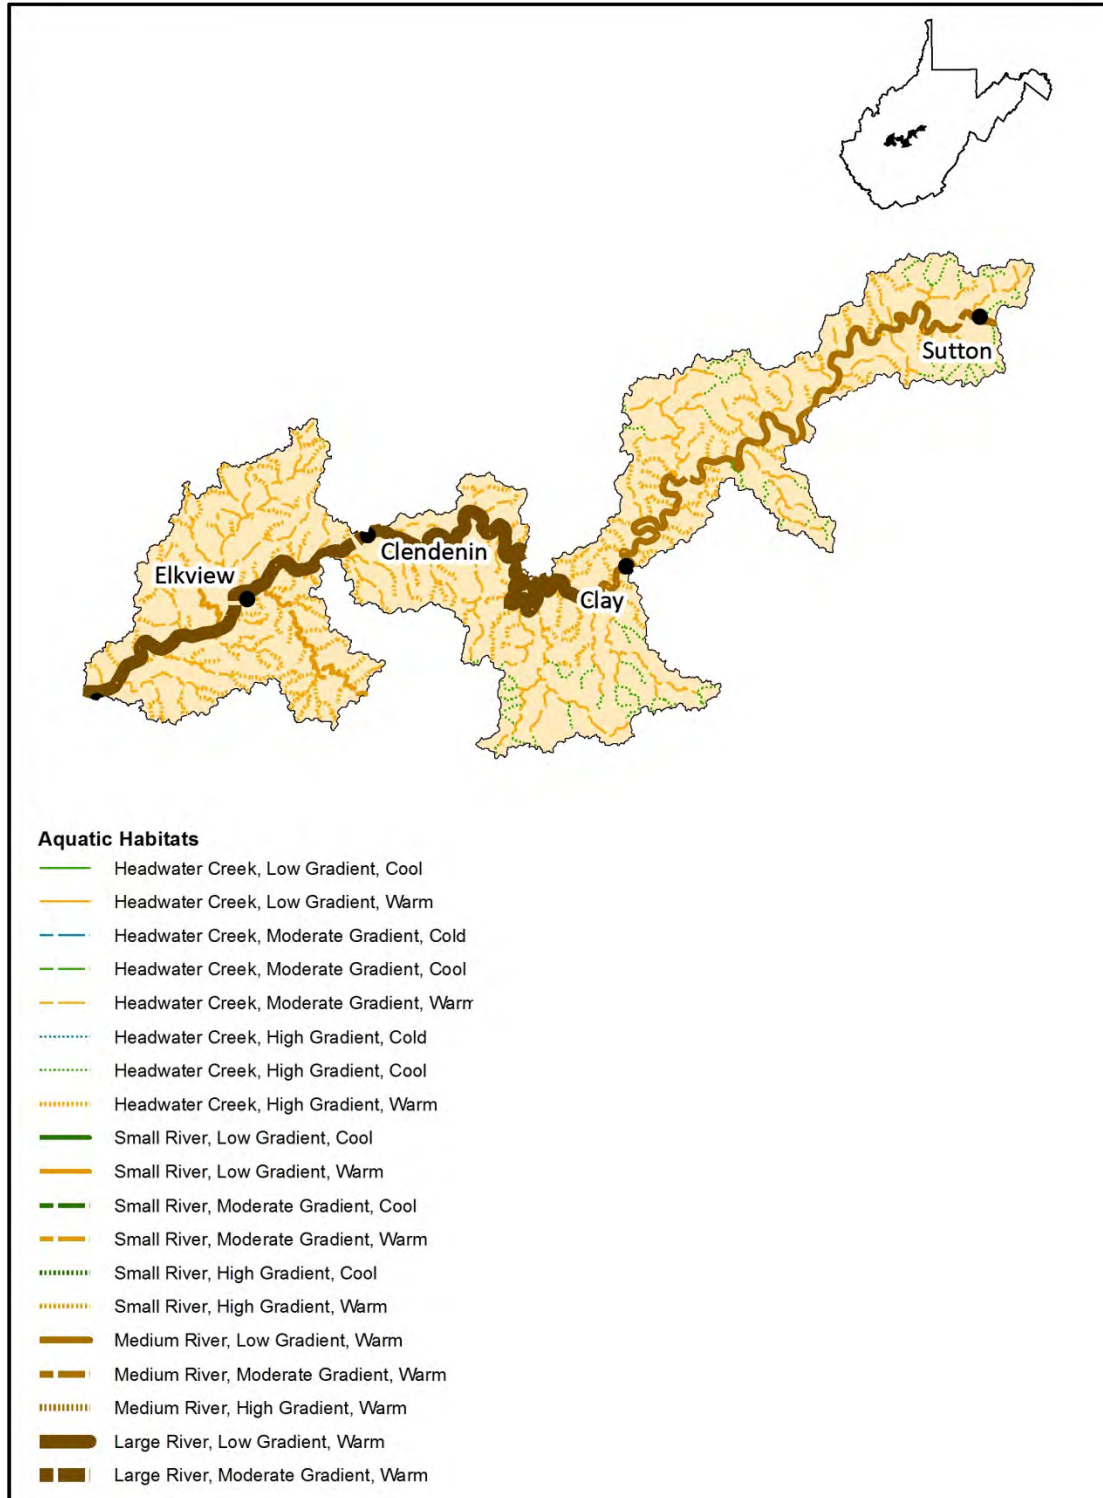 Sutton
Clendenin
Elkview
Clay
Aquatic Habitats
Headwater Creek, Low Gradient, Cool
Headwater Creek, Low Gradient, Warm
Headwater Creek, Moderate Gradient, Cold
Headwater Creek, Moderate Gradient, Cool
Headwater Creek, Moderate Gradient, Warm
Headwater Creek, High Gradient, Cold
Headwater Creek, High Gradient, Cool
Headwater Creek, High Gradient, Warm
Small River, Low Gradient, Cool
Small River, Low Gradient, Warm
Small River, Moderate Gradient, Cool
Small River, Moderate Gradient, Warm
Small River, High Gradient, Cool
Small River, High Gradient, Warm
Medium River, Low Gradient, Warm
Medium River, Moderate Gradient, Warm
Medium River, High Gradient, Warm
Large River, Low Gradient, Warm
Large River, Moderate Gradient, Warm